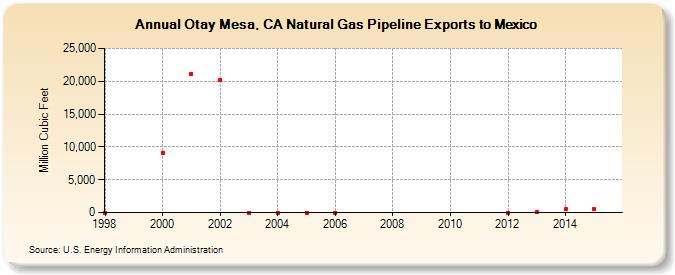 Annual Otay Mesa, CA Natural Gas Pipeline Exports to Mexico
Million Cubic Feet
25,000
20,000
15,000
10,000
5,000
0
1998 2000 2002 2004 2006 2008 2010 2012 2014
Source: U.S. Energy Information Administration